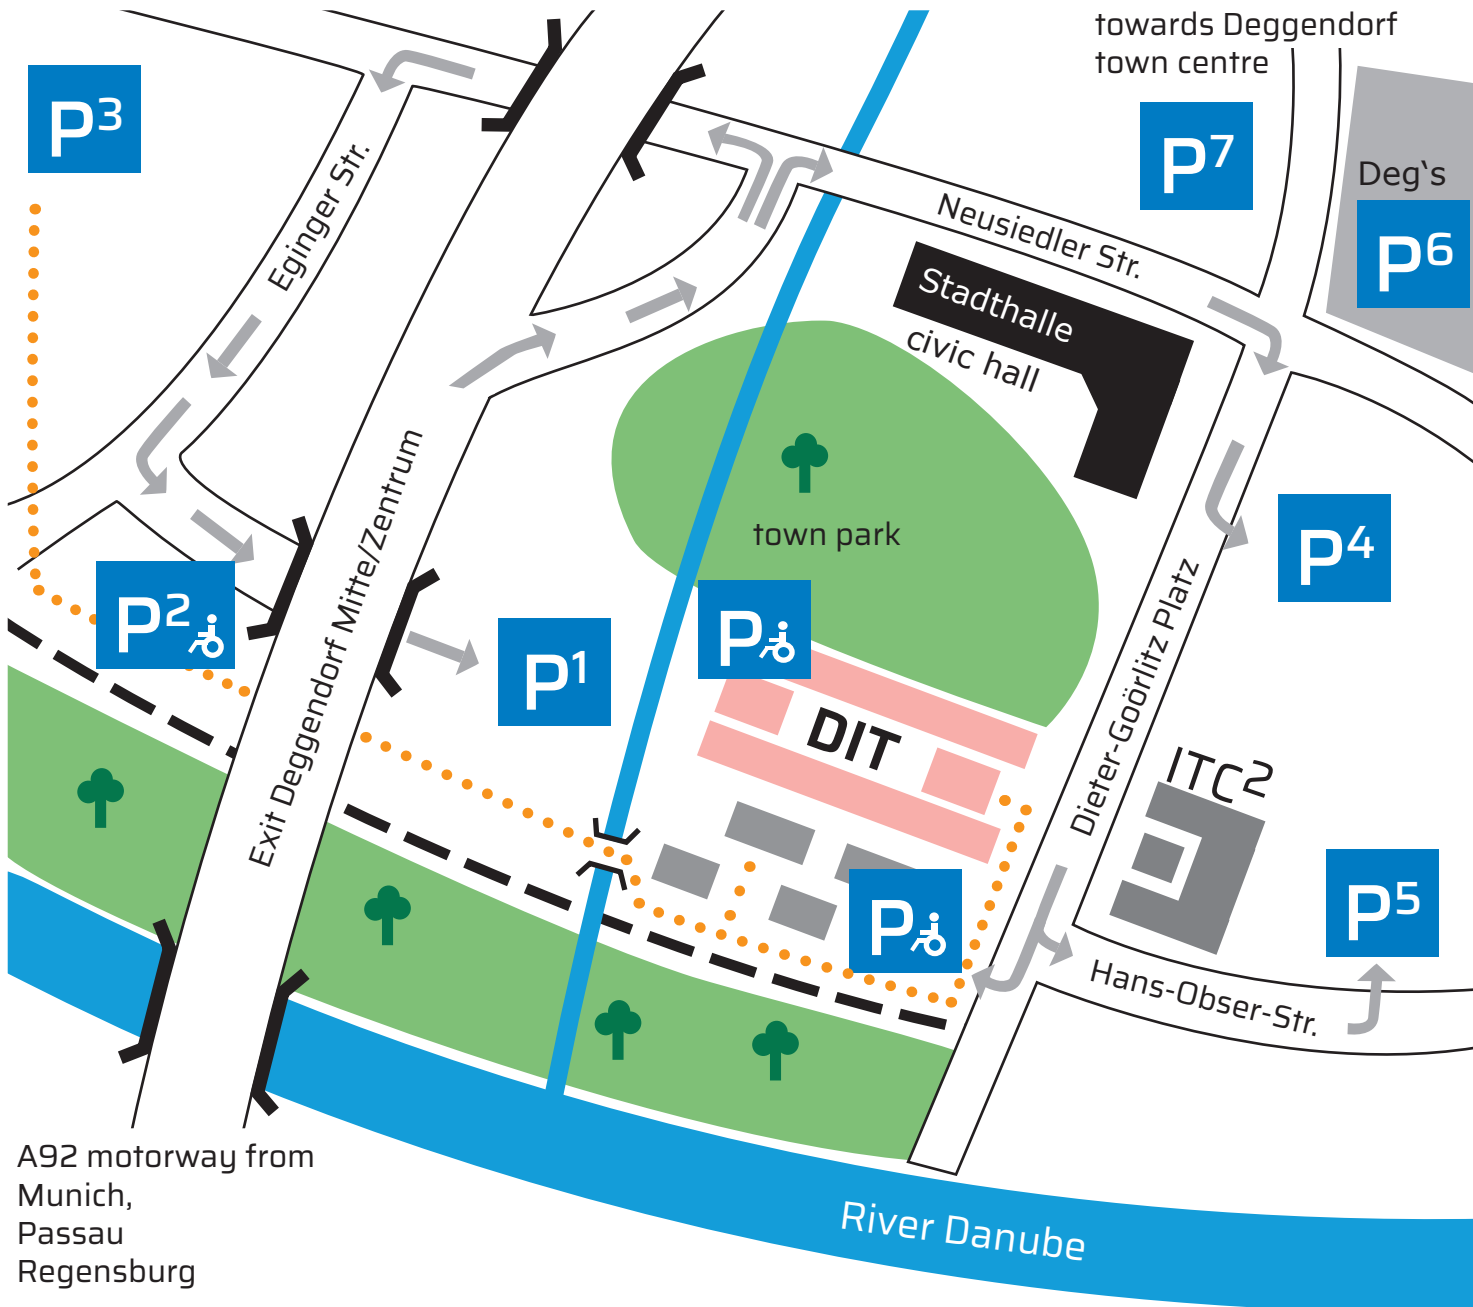 towards Deggendorf
town centre
P3
P7
Deg‘s
P6
Eginger Str.
Neusiedler Str.
Stadthalle
civic hall
town park
Exit Deggendorf Mitte/Zentrum
P4
P2
P
P1
DIT
Dieter-Goörlitz Platz
ITC2
P5
P
Hans-Obser-Str.
A92 motorway from
Munich,
Passau
Regensburg
River Danube